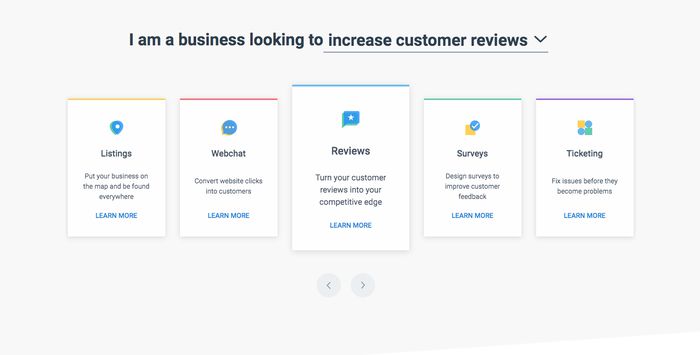 I am a business looking to increase customer reviews
Listings
Put your business on
the map and be found
everywhere
LEARN MORE
Webchat
Convert website clicks
into customers
LEARN MORE
Reviews
Turn your customer
reviews into your
competitive edge
LEARN MORE
Surveys
Design surveys to
improve customer
feedback
LEARN MORE
Ticketing
Fix issues before they
become problems
LEARN MORE